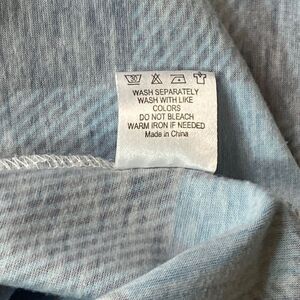 WASH SEPARATELY
WASH WITH LIKE
COLORS
DO NOT BLEACH
WARM IRON IF NEEDED
Made in China